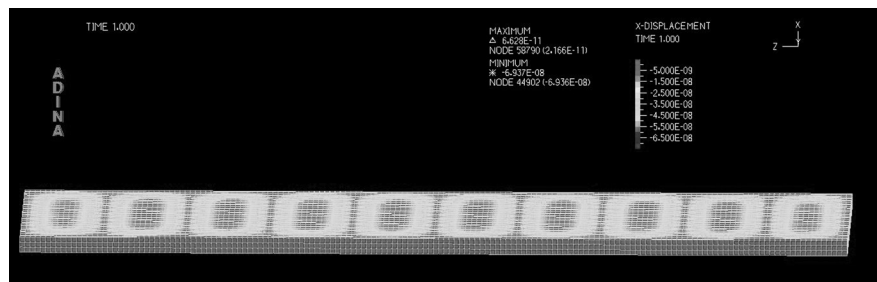 TIME 1.000
ADINA
MAXIMUM
Δ 6.628E-11
NODE 58790 (2.166E-11)
MINIMUM
* -6.937E-08
NODE 44902 (-6.936E-08)
X-DISPLACEMENT
TIME 1.000
-5.000E-09
-1.500E-08
-2.500E-08
-3.500E-08
-4.500E-08
-5.500E-08
-6.500E-08
X
Z